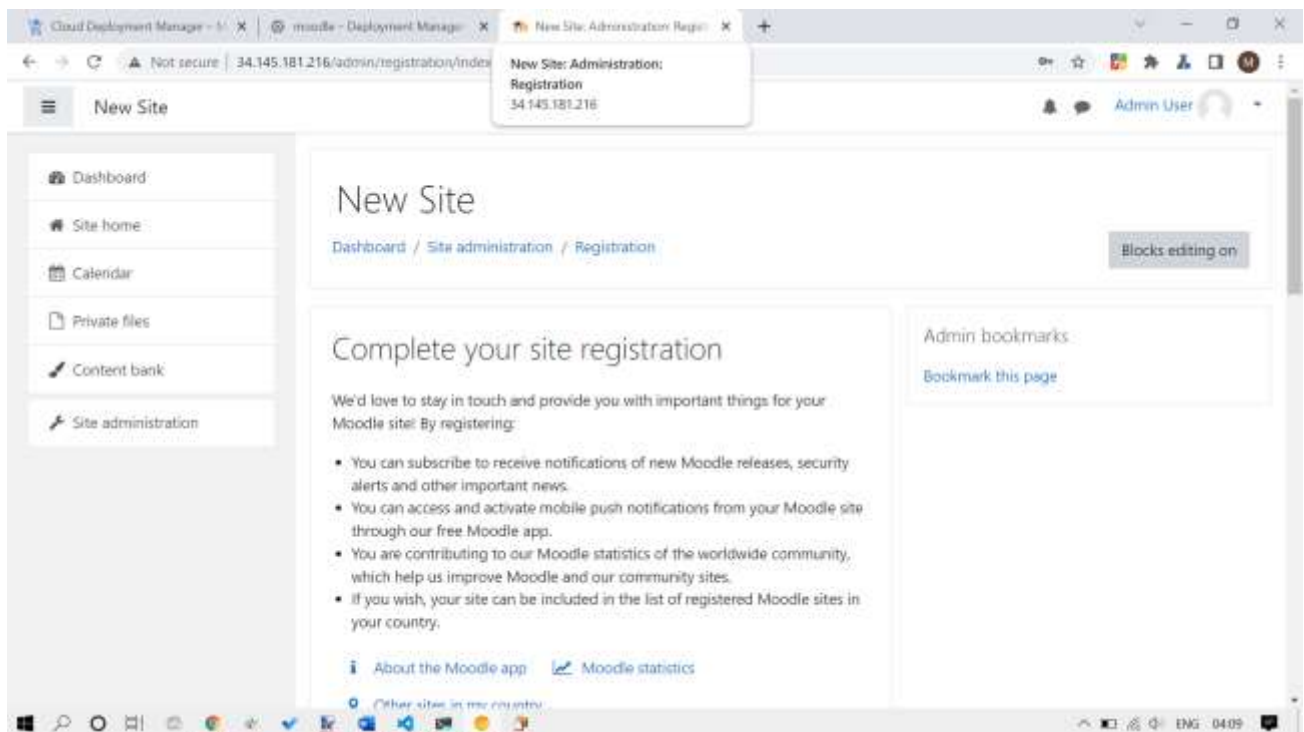 Cloud Deployment Manager –
moodle – Deployment Manager
New Site: Administration: Regist
Not secure
34.145.181.216/admin/registration/index
New Site: Administration:
Registration
34.145.181.216
New Site
Admin User
M
Dashboard
Site home
Calendar
Private files
Content bank
Site administration
New Site
Dashboard / Site administration / Registration
Blocks editing on
Complete your site registration
We'd love to stay in touch and provide you with important things for your
Moodle site! By registering:
• You can subscribe to receive notifications of new Moodle releases, security
alerts and other important news.
• You can access and activate mobile push notifications from your Moodle site
through our free Moodle app.
• You are contributing to our Moodle statistics of the worldwide community,
which help us improve Moodle and our community sites.
• If you wish, your site can be included in the list of registered Moodle sites in
your country.
About the Moodle app
Moodle statistics
Other sites in my country
Admin bookmarks
Bookmark this page
ENG 04:09